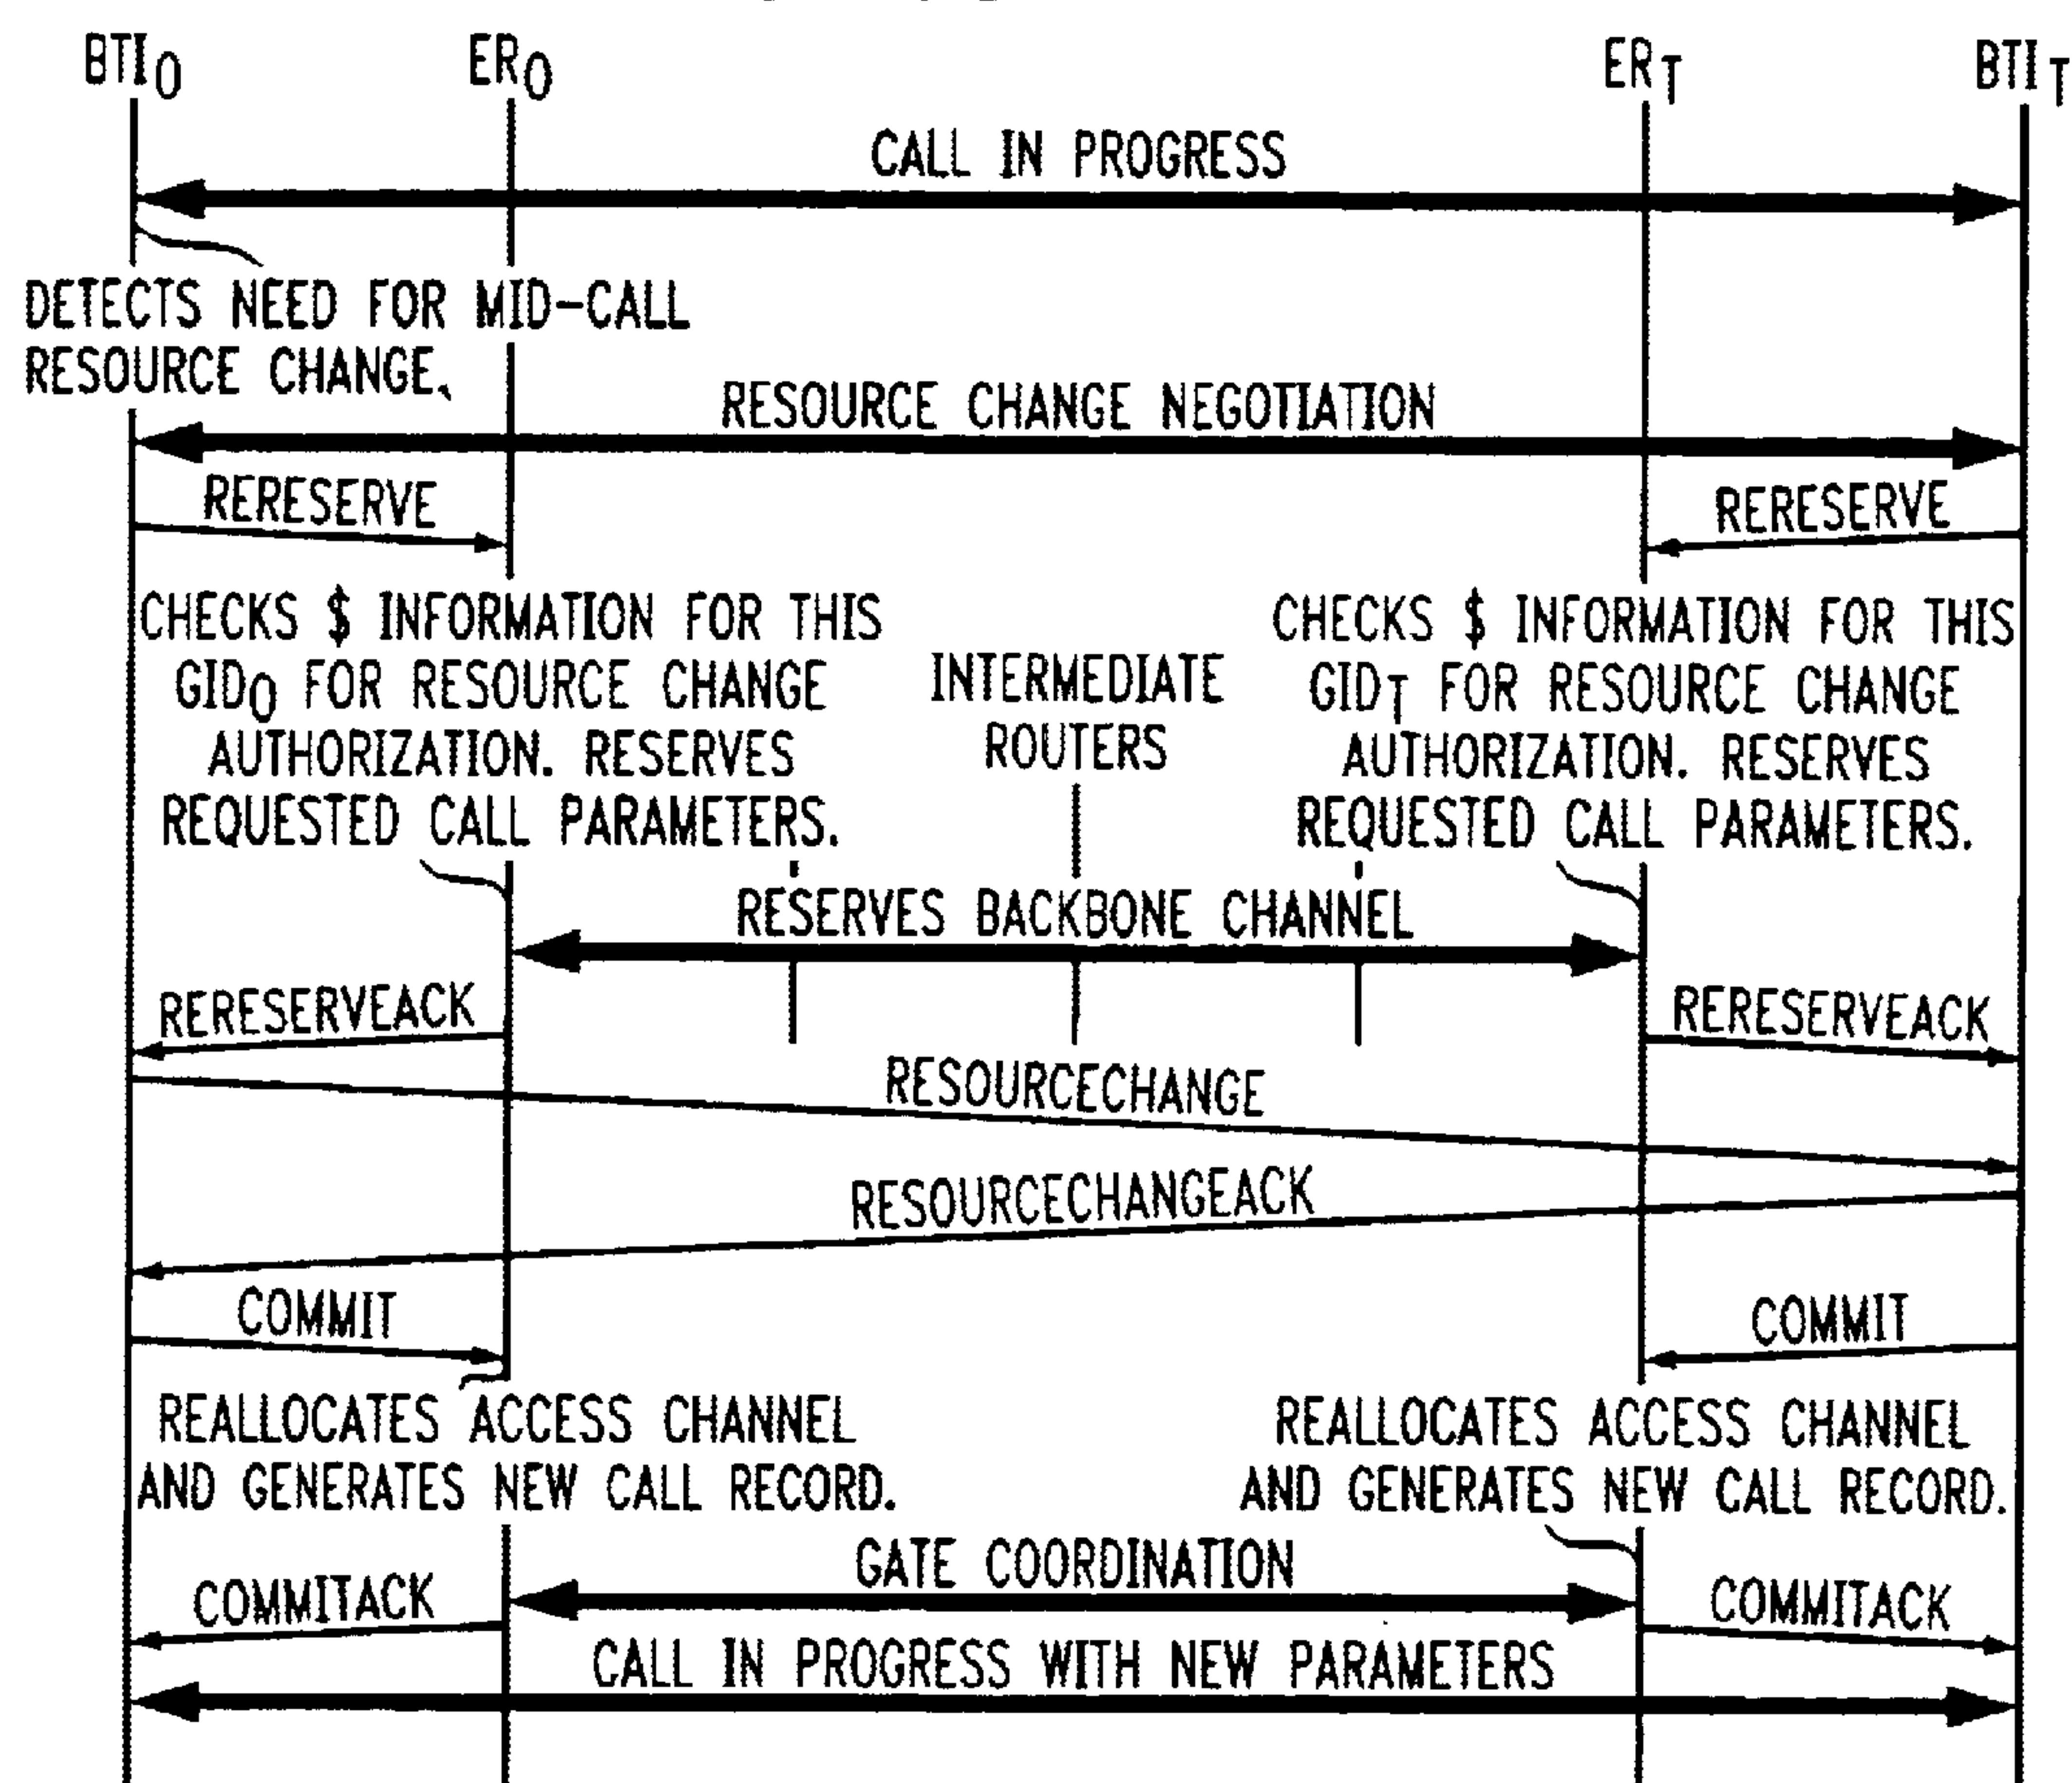 BTIO ERO ERT BTIT
CALL IN PROGRESS
DETECTS NEED FOR MID-CALL
RESOURCE CHANGE.
RESOURCE CHANGE NEGOTIATION
RERESERVE
RERESERVE
CHECKS $ INFORMATION FOR THIS
GIDO FOR RESOURCE CHANGE
AUTHORIZATION. RESERVES
REQUESTED CALL PARAMETERS.
INTERMEDIATE
ROUTERS
CHECKS $ INFORMATION FOR THIS
GIDT FOR RESOURCE CHANGE
AUTHORIZATION. RESERVES
REQUESTED CALL PARAMETERS.
RESERVES BACKBONE CHANNEL
RERESERVEACK
RERESERVEACK
RESOURCECHANGE
RESOURCECHANGEACK
COMMIT
COMMIT
REALLOCATES ACCESS CHANNEL
AND GENERATES NEW CALL RECORD.
REALLOCATES ACCESS CHANNEL
AND GENERATES NEW CALL RECORD.
GATE COORDINATION
COMMITACK
COMMITACK
CALL IN PROGRESS WITH NEW PARAMETERS